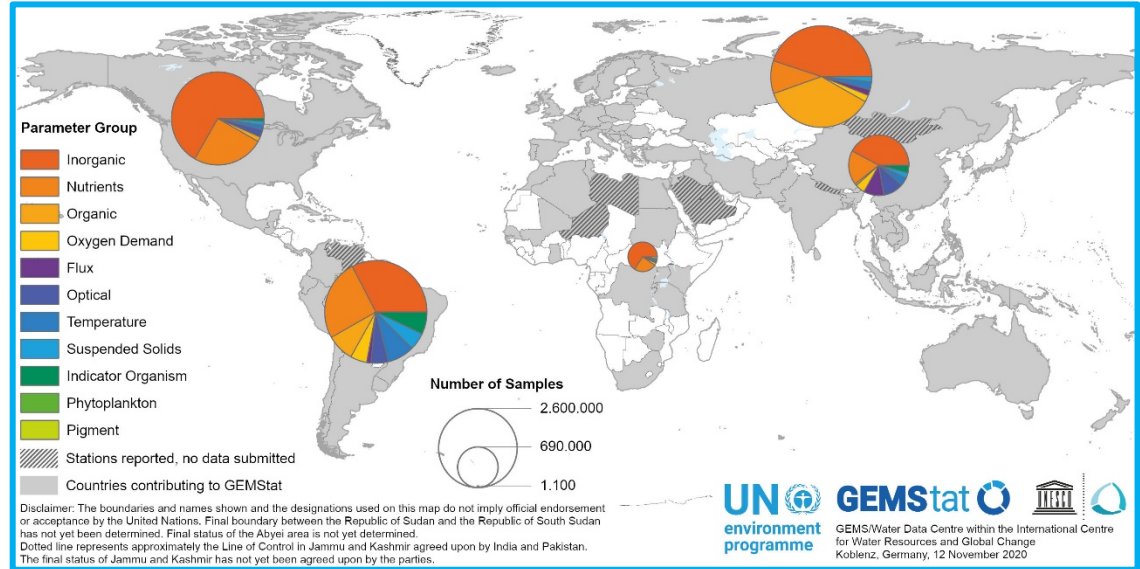 Parameter Group
Inorganic
Nutrients
Organic
Oxygen Demand
Flux
Optical
Temperature
Suspended Solids
Indicator Organism
Phytoplankton
Pigment
Stations reported, no data submitted
Countries contributing to GEMStat
Number of Samples
2.600.000
690.000
1.100
Disclaimer: The boundaries and names shown and the designations used on this map do not imply official endorsement
or acceptance by the United Nations. Final boundary between the Republic of Sudan and the Republic of South Sudan
has not yet been determined. Final status of the Abyei area is not yet determined.
Dotted line represents approximately the Line of Control in Jammu and Kashmir agreed upon by India and Pakistan.
The final status of Jammu and Kashmir has not yet been agreed upon by the parties.
UN
environment
programme
GEMStat
UNESCO
GEMS/Water Data Centre within the International Centre
for Water Resources and Global Change
Koblenz, Germany, 12 November 2020